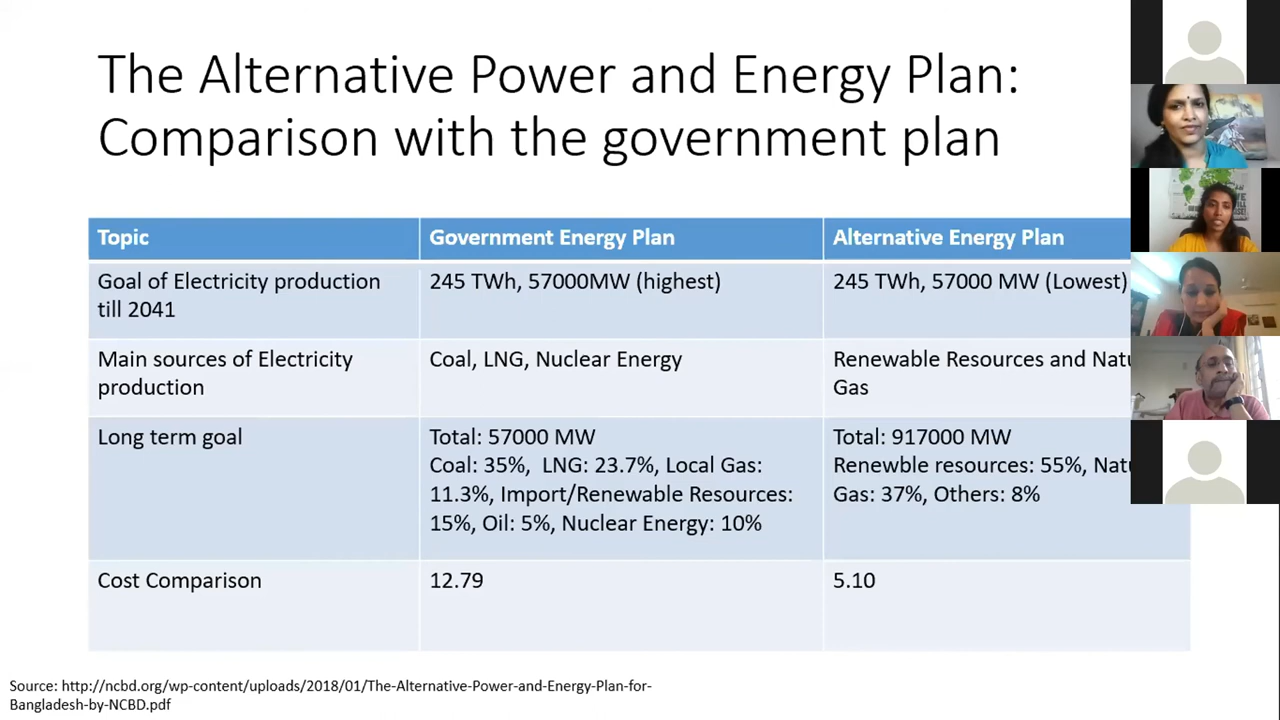 The Alternative Power and Energy Plan:
Comparison with the government plan
Topic
Government Energy Plan
Alternative Energy Plan
Goal of Electricity production
till 2041
245 TWh, 57000MW (highest)
245 TWh, 57000 MW (Lowest)
Main sources of Electricity
production
Coal, LNG, Nuclear Energy
Renewable Resources and
Gas
Long term goal
Total: 57000 MW
Coal: 35%, LNG: 23.7%, Local Gas:
11.3%, Import/Renewable Resources:
15%, Oil: 5%, Nuclear Energy: 10%
Total: 917000 MW
Renewble resources: 55%,
Gas: 37%, Others: 8%
Cost Comparison
12.79
5.10
Source: http://ncbd.org/wp-content/uploads/2018/01/The-Alternative-Power-and-Energy-Plan-for-
Bangladesh-by-NCBD.pdf